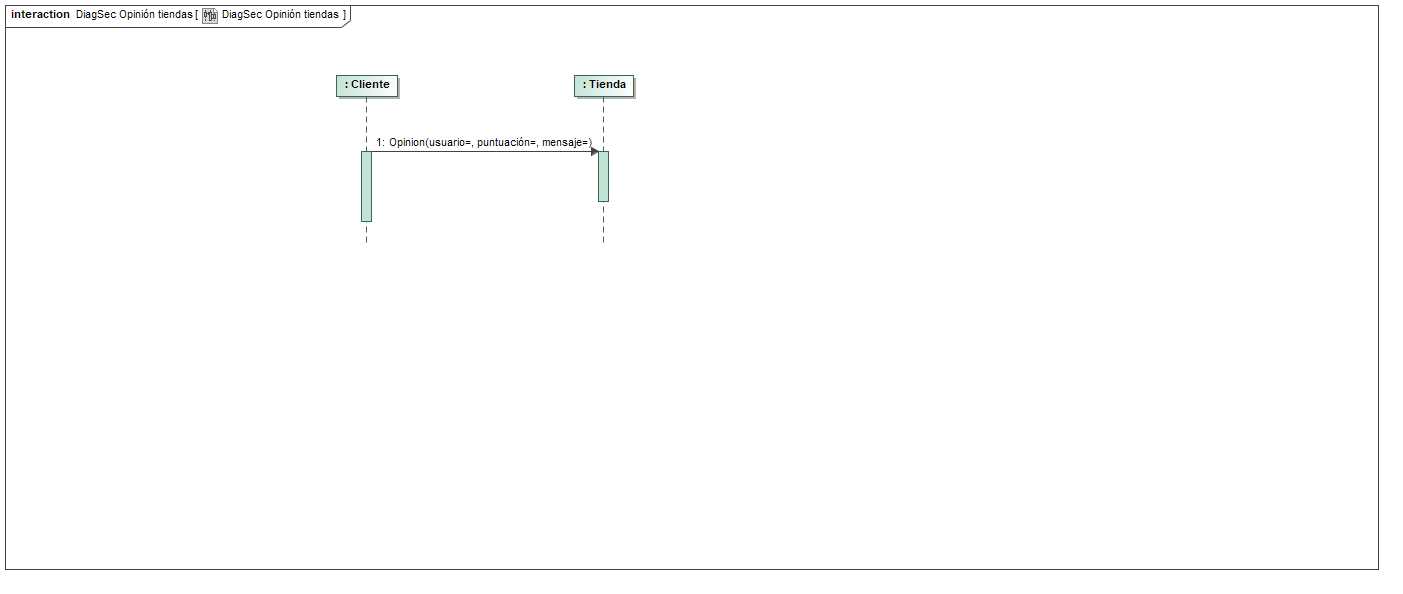 interaction DiagSec Opinión tiendas [ DiagSec Opinión tiendas ]
: Cliente
: Tienda
1: Opinion(usuario=, puntuación=, mensaje=)